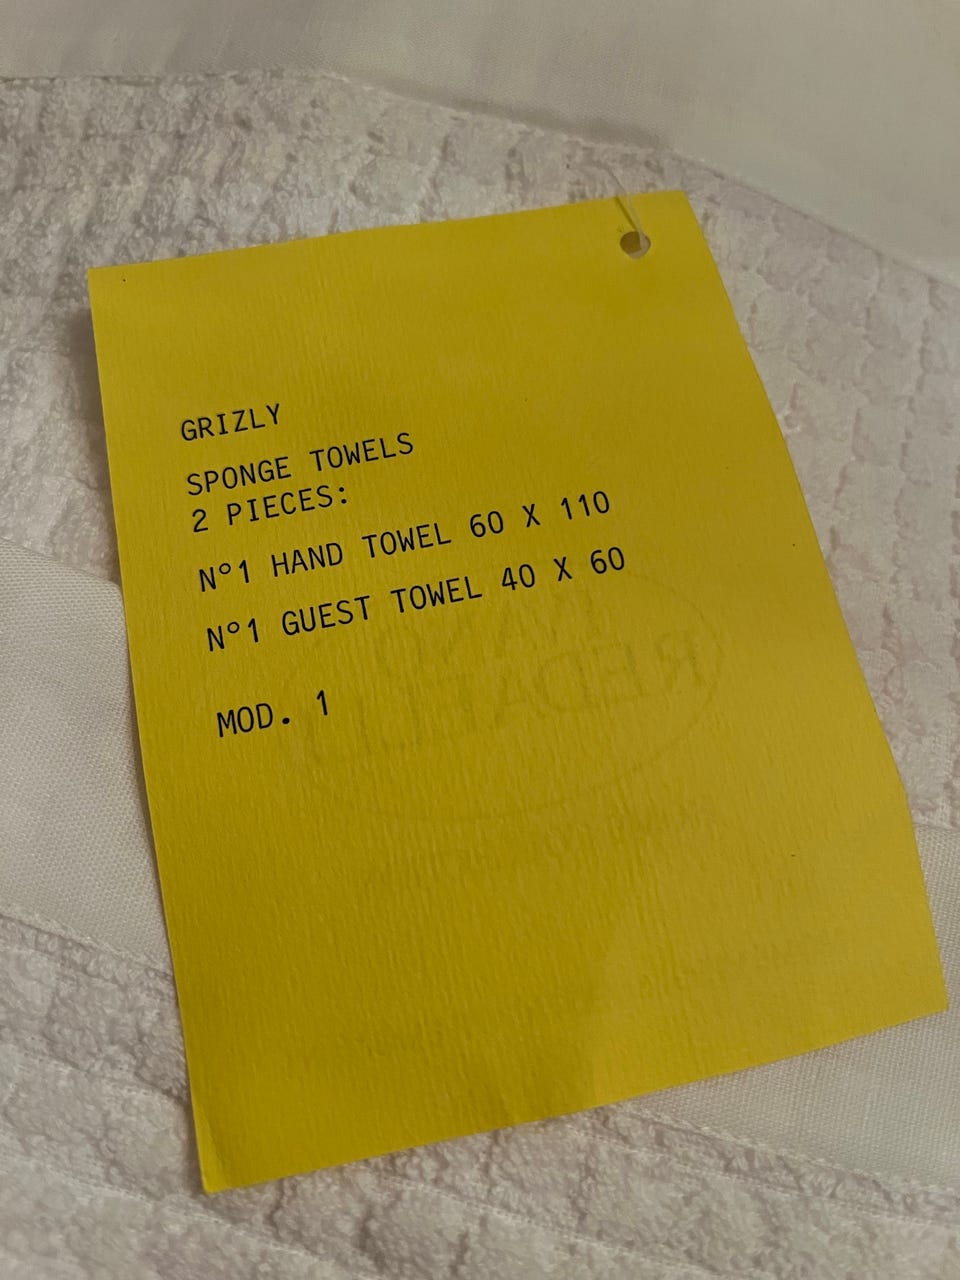 GRIZLY
SPONGE TOWELS
2 PIECES:
N°1 HAND TOWEL 60 X 110
N°1 GUEST TOWEL 40 X 60
MOD. 1